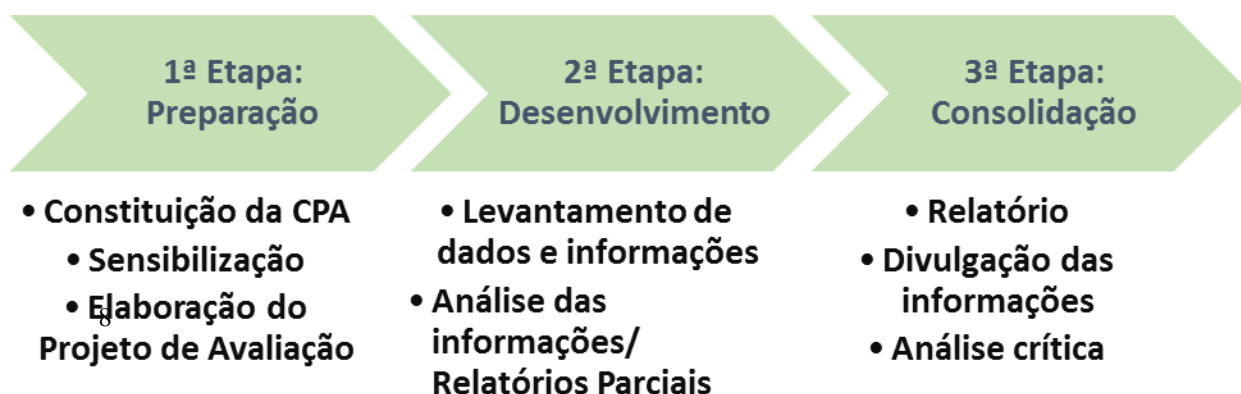 1ª Etapa:
Preparação
• Constituição da CPA
• Sensibilização
• Elaboração do
8
Projeto de Avaliação
2ª Etapa:
Desenvolvimento
• Levantamento de
dados e informações
• Análise das
informações/
Relatórios Parciais
3ª Etapa:
Consolidação
• Relatório
• Divulgação das
informações
• Análise crítica